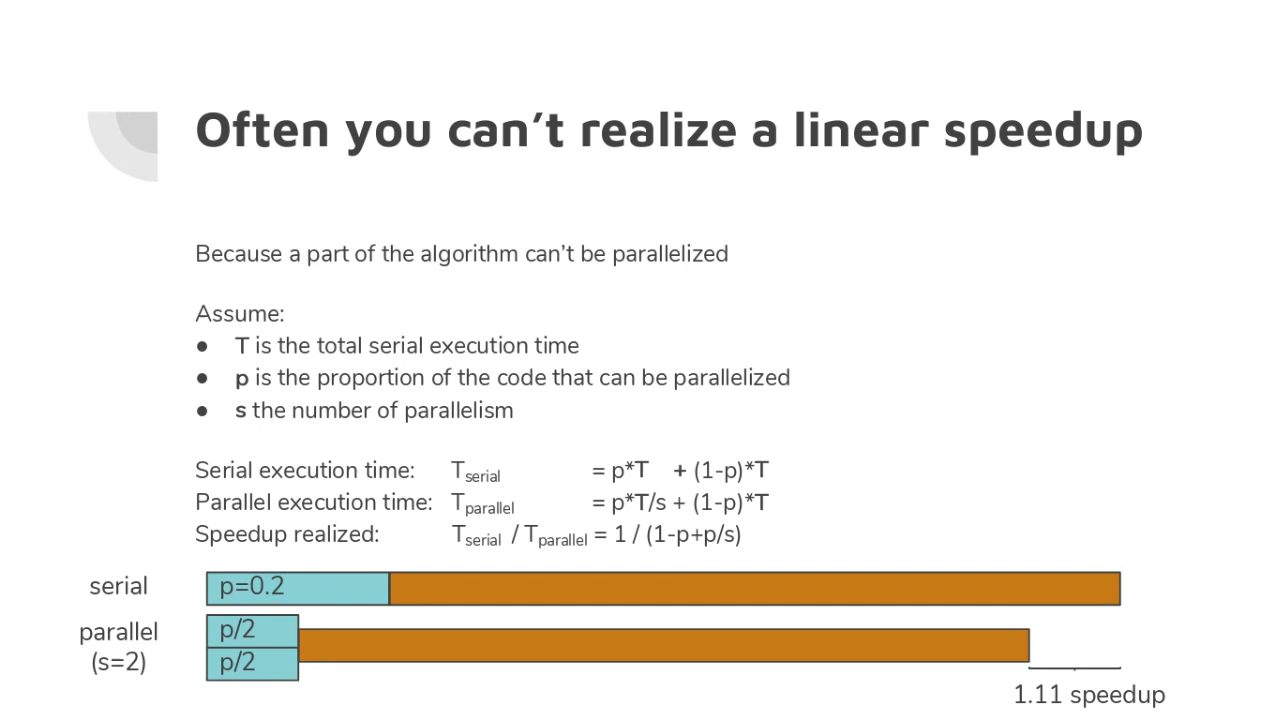 Often you can’t realize a linear speedup
Because a part of the algorithm can’t be parallelized
Assume:
● T is the total serial execution time
● p is the proportion of the code that can be parallelized
● s the number of parallelism
Serial execution time: Tserial = p*T + (1-p)*T
Parallel execution time: Tparallel = p*T/s + (1-p)*T
Speedup realized: Tserial / Tparallel = 1 / (1-p+p/s)
serial p=0.2
parallel p/2
(s=2) p/2
1.11 speedup